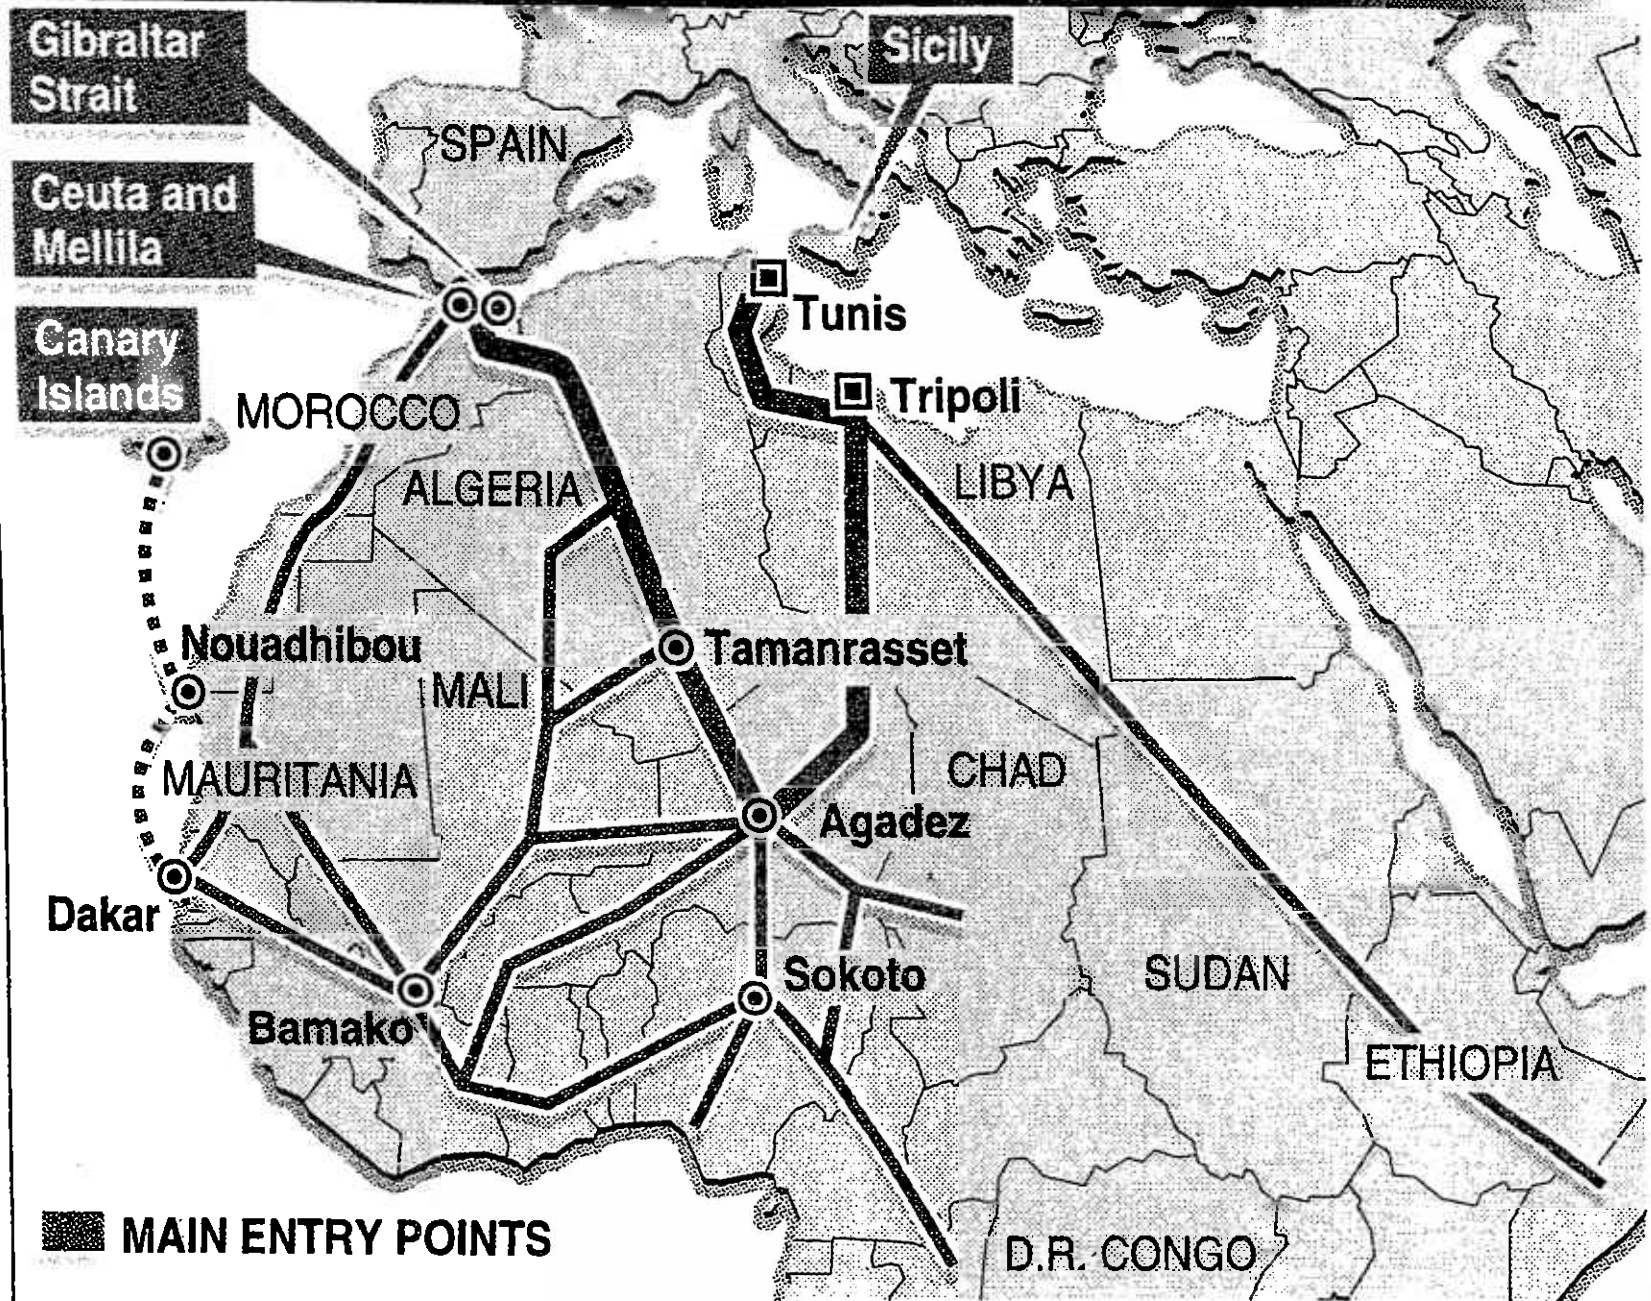 Gibraltar
Strait
Sicily
SPAIN
Ceuta and
Mellila
Canary
Islands
Tunis
Tripoli
MOROCCO
ALGERIA
LIBYA
Nouadhibou
Tamanrasset
MALI
MAURITANIA
CHAD
Agadez
Dakar
Sokoto
SUDAN
Bamako
ETHIOPIA
MAIN ENTRY POINTS
D.R. CONGO